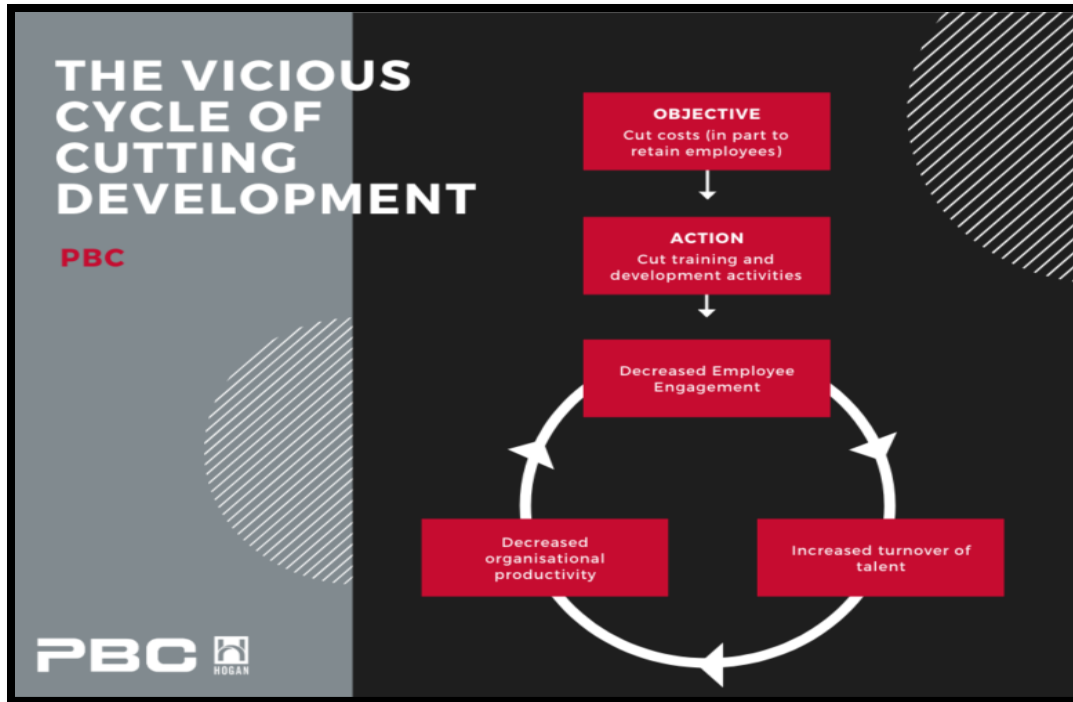 THE VICIOUS
CYCLE OF
CUTTING
DEVELOPMENT
PBC
OBJECTIVE
Cut costs (in part to
retain employees)
ACTION
Cut training and
development activities
Decreased Employee
Engagement
Increased turnover of
talent
Decreased
organisational
productivity
PBC
HOGAN